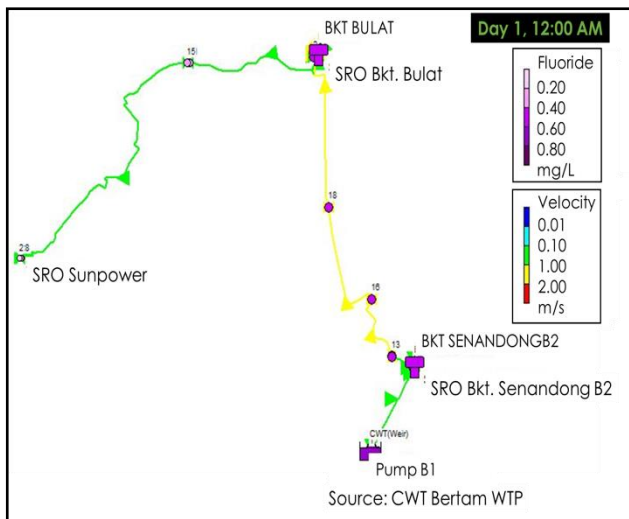 BKT BULAT
Day 1, 12:00 AM
15
SRO Bkt. Bulat
Fluoride
0.20
0.40
0.60
0.80
mg/L
Velocity
0.01
0.10
1.00
2.00
m/s
18
SRO Sunpower
16
13
BKT SENANDONGB2
SRO Bkt. Senandong B2
CWT(Weir)
Pump B1
Source: CWT Bertam WTP